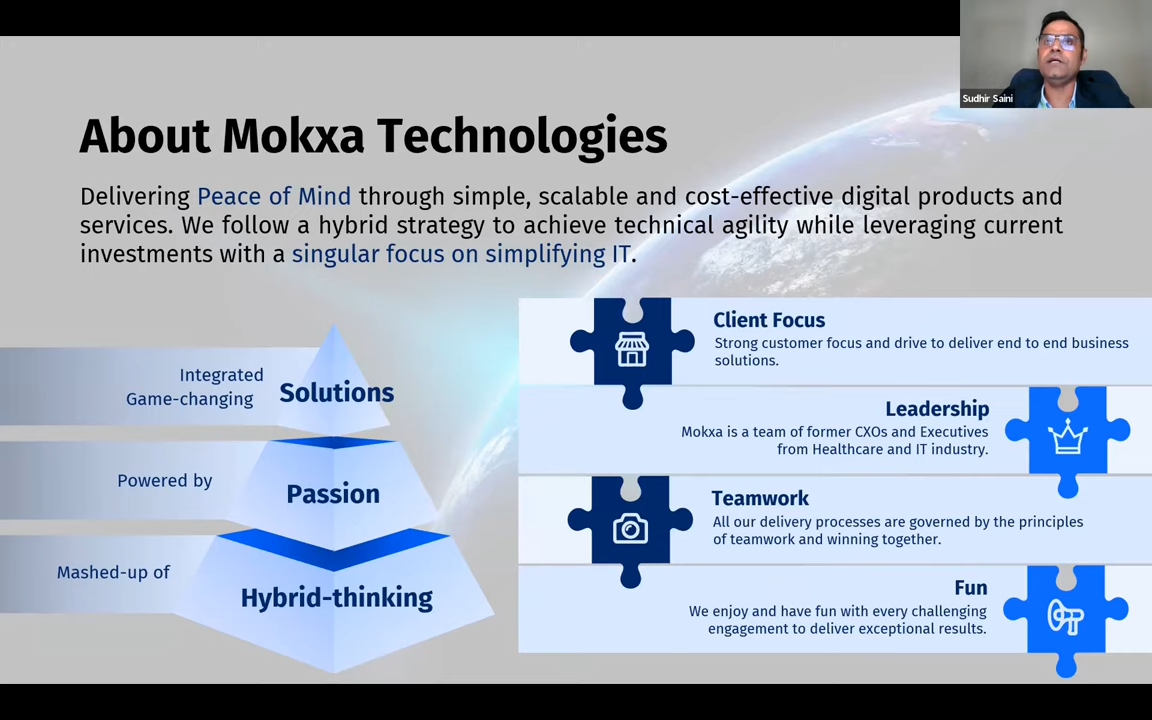 Sudhir Saini
About Mokxa Technologies
Delivering Peace of Mind through simple, scalable and cost-effective digital products and
services. We follow a hybrid strategy to achieve technical agility while leveraging current
investments with a singular focus on simplifying IT.
Integrated
Game-changing
Solutions
Powered by
Passion
Mashed-up of
Hybrid-thinking
Client Focus
Strong customer focus and drive to deliver end to end business
solutions.
Leadership
Mokxa is a team of former CXOs and Executives
from Healthcare and IT industry.
Teamwork
All our delivery processes are governed by the principles
of teamwork and winning together.
Fun
We enjoy and have fun with every challenging
engagement to deliver exceptional results.